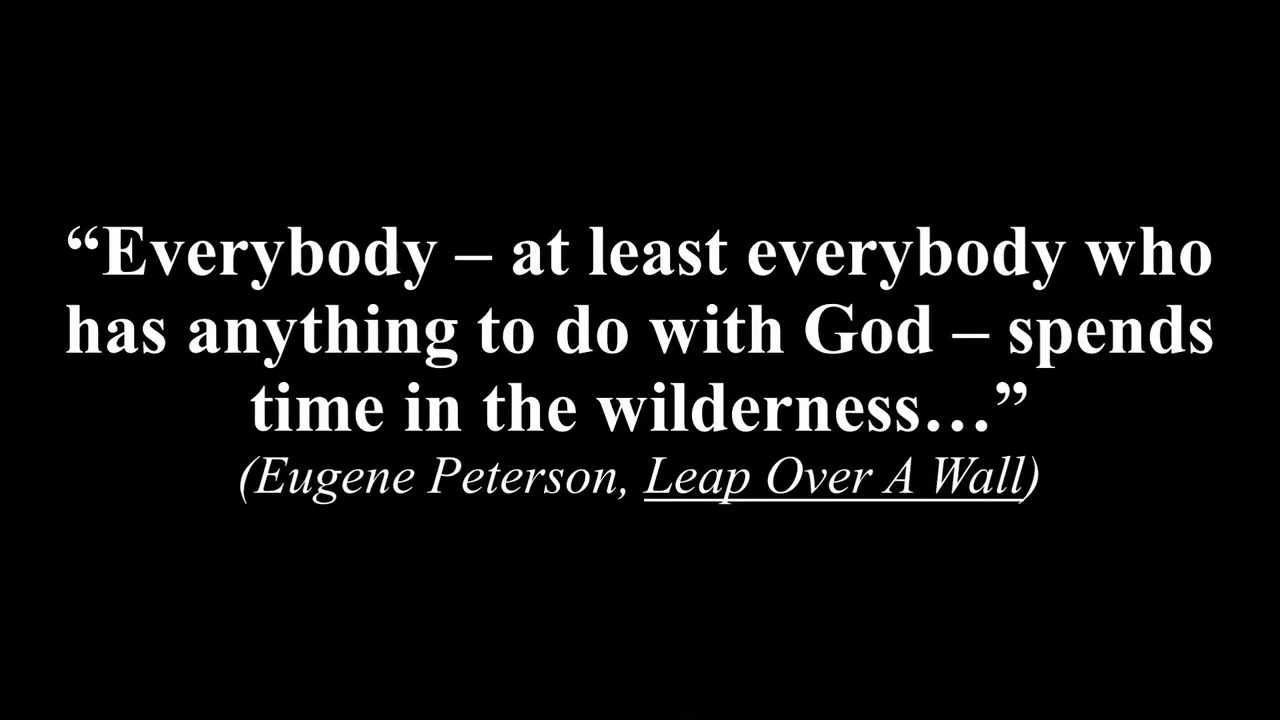 “Everybody – at least everybody who
has anything to do with God – spends
time in the wilderness…”
(Eugene Peterson, Leap Over A Wall)